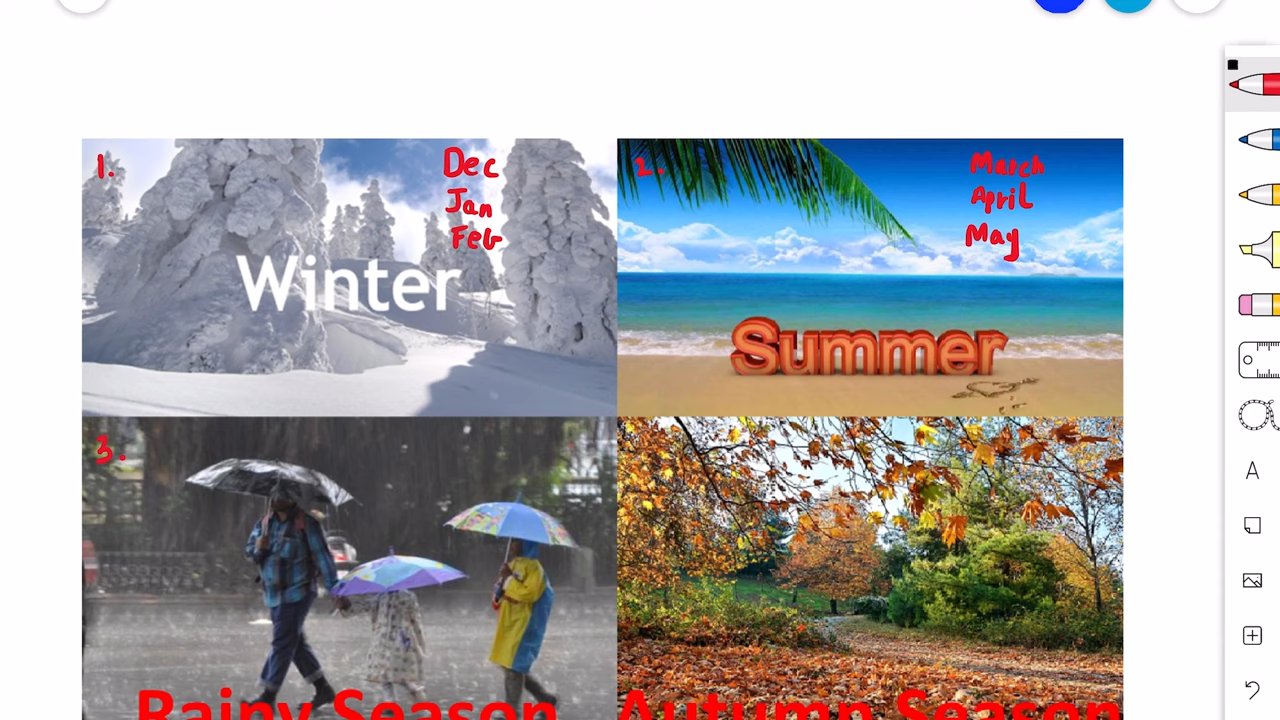 1.
Dec
Jan
Feb
Winter
2.
March
April
May
Summer
3.
Rainy Season
Autumn Season
A